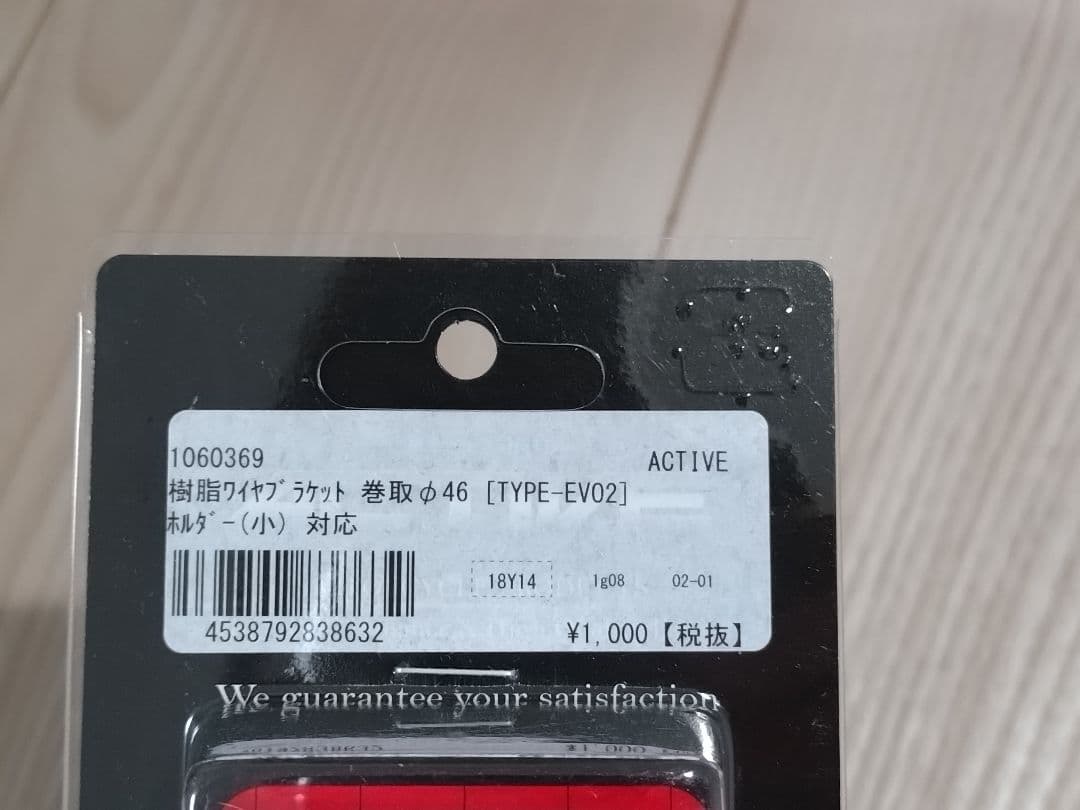 1060369 ACTIVE
樹脂ﾜｲﾔﾌﾞﾗｹｯﾄ 巻取φ46 [TYPE-EVO2]
ﾎﾙﾀﾞｰ(小) 対応
18Y14 1g08 02-01
4538792838632 ¥1,000【税抜】
We guarantee your satisfaction